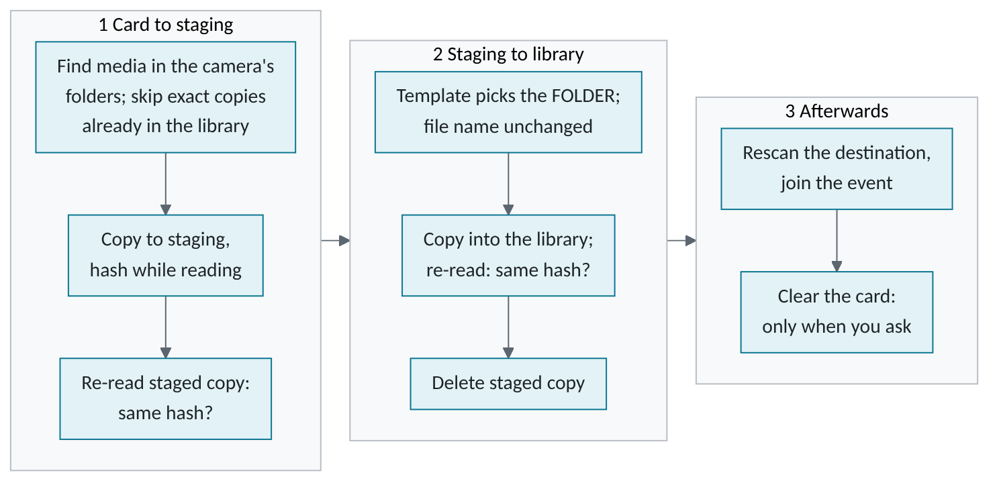 1 Card to staging
Find media in the camera's
folders; skip exact copies
already in the library
Copy to staging,
hash while reading
Re-read staged copy:
same hash?
2 Staging to library
Template picks the FOLDER;
file name unchanged
Copy into the library;
re-read: same hash?
Delete staged copy
3 Afterwards
Rescan the destination,
join the event
Clear the card:
only when you ask